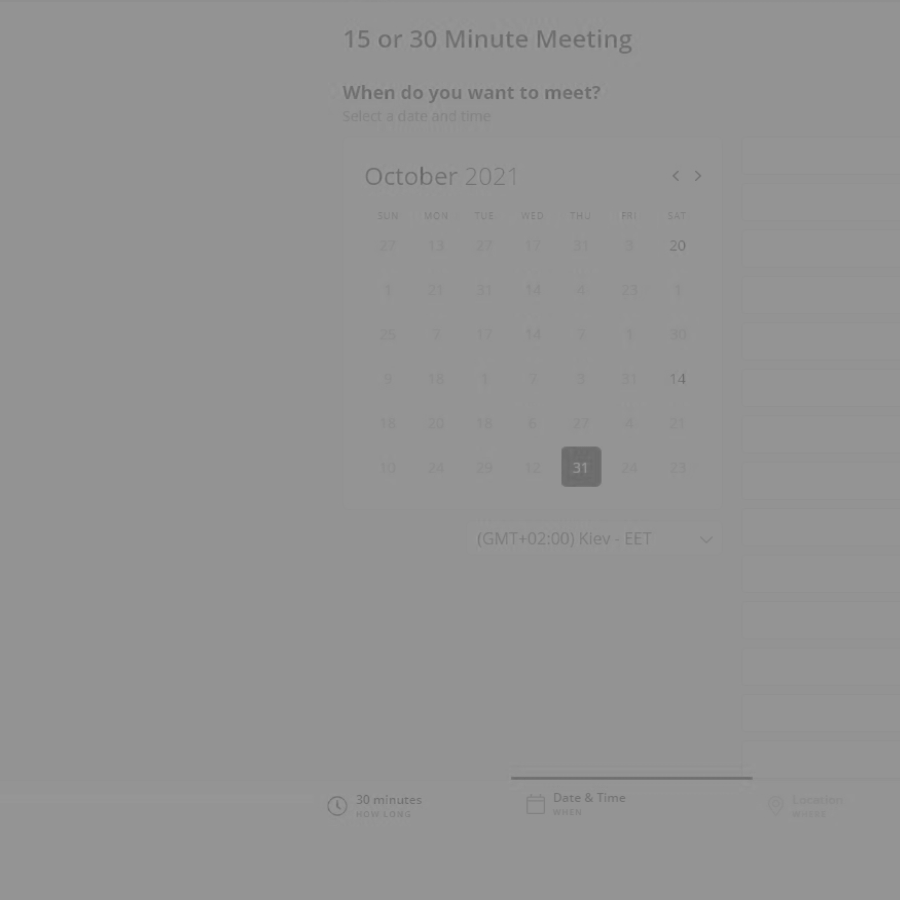 15 or 30 Minute Meeting
When do you want to meet?
Select a date and time
October 2021
SUN MON TUE WED THU FRI SAT
27 13 27 17 31 3 20
1 21 31 14 4 23 1
25 7 17 14 7 1 30
9 18 1 7 3 31 14
18 20 18 6 27 4 21
10 24 29 12 31 24 23
(GMT+02:00) Kiev - EET
30 minutes
HOW LONG
Date & Time
WHEN
Location
WHERE